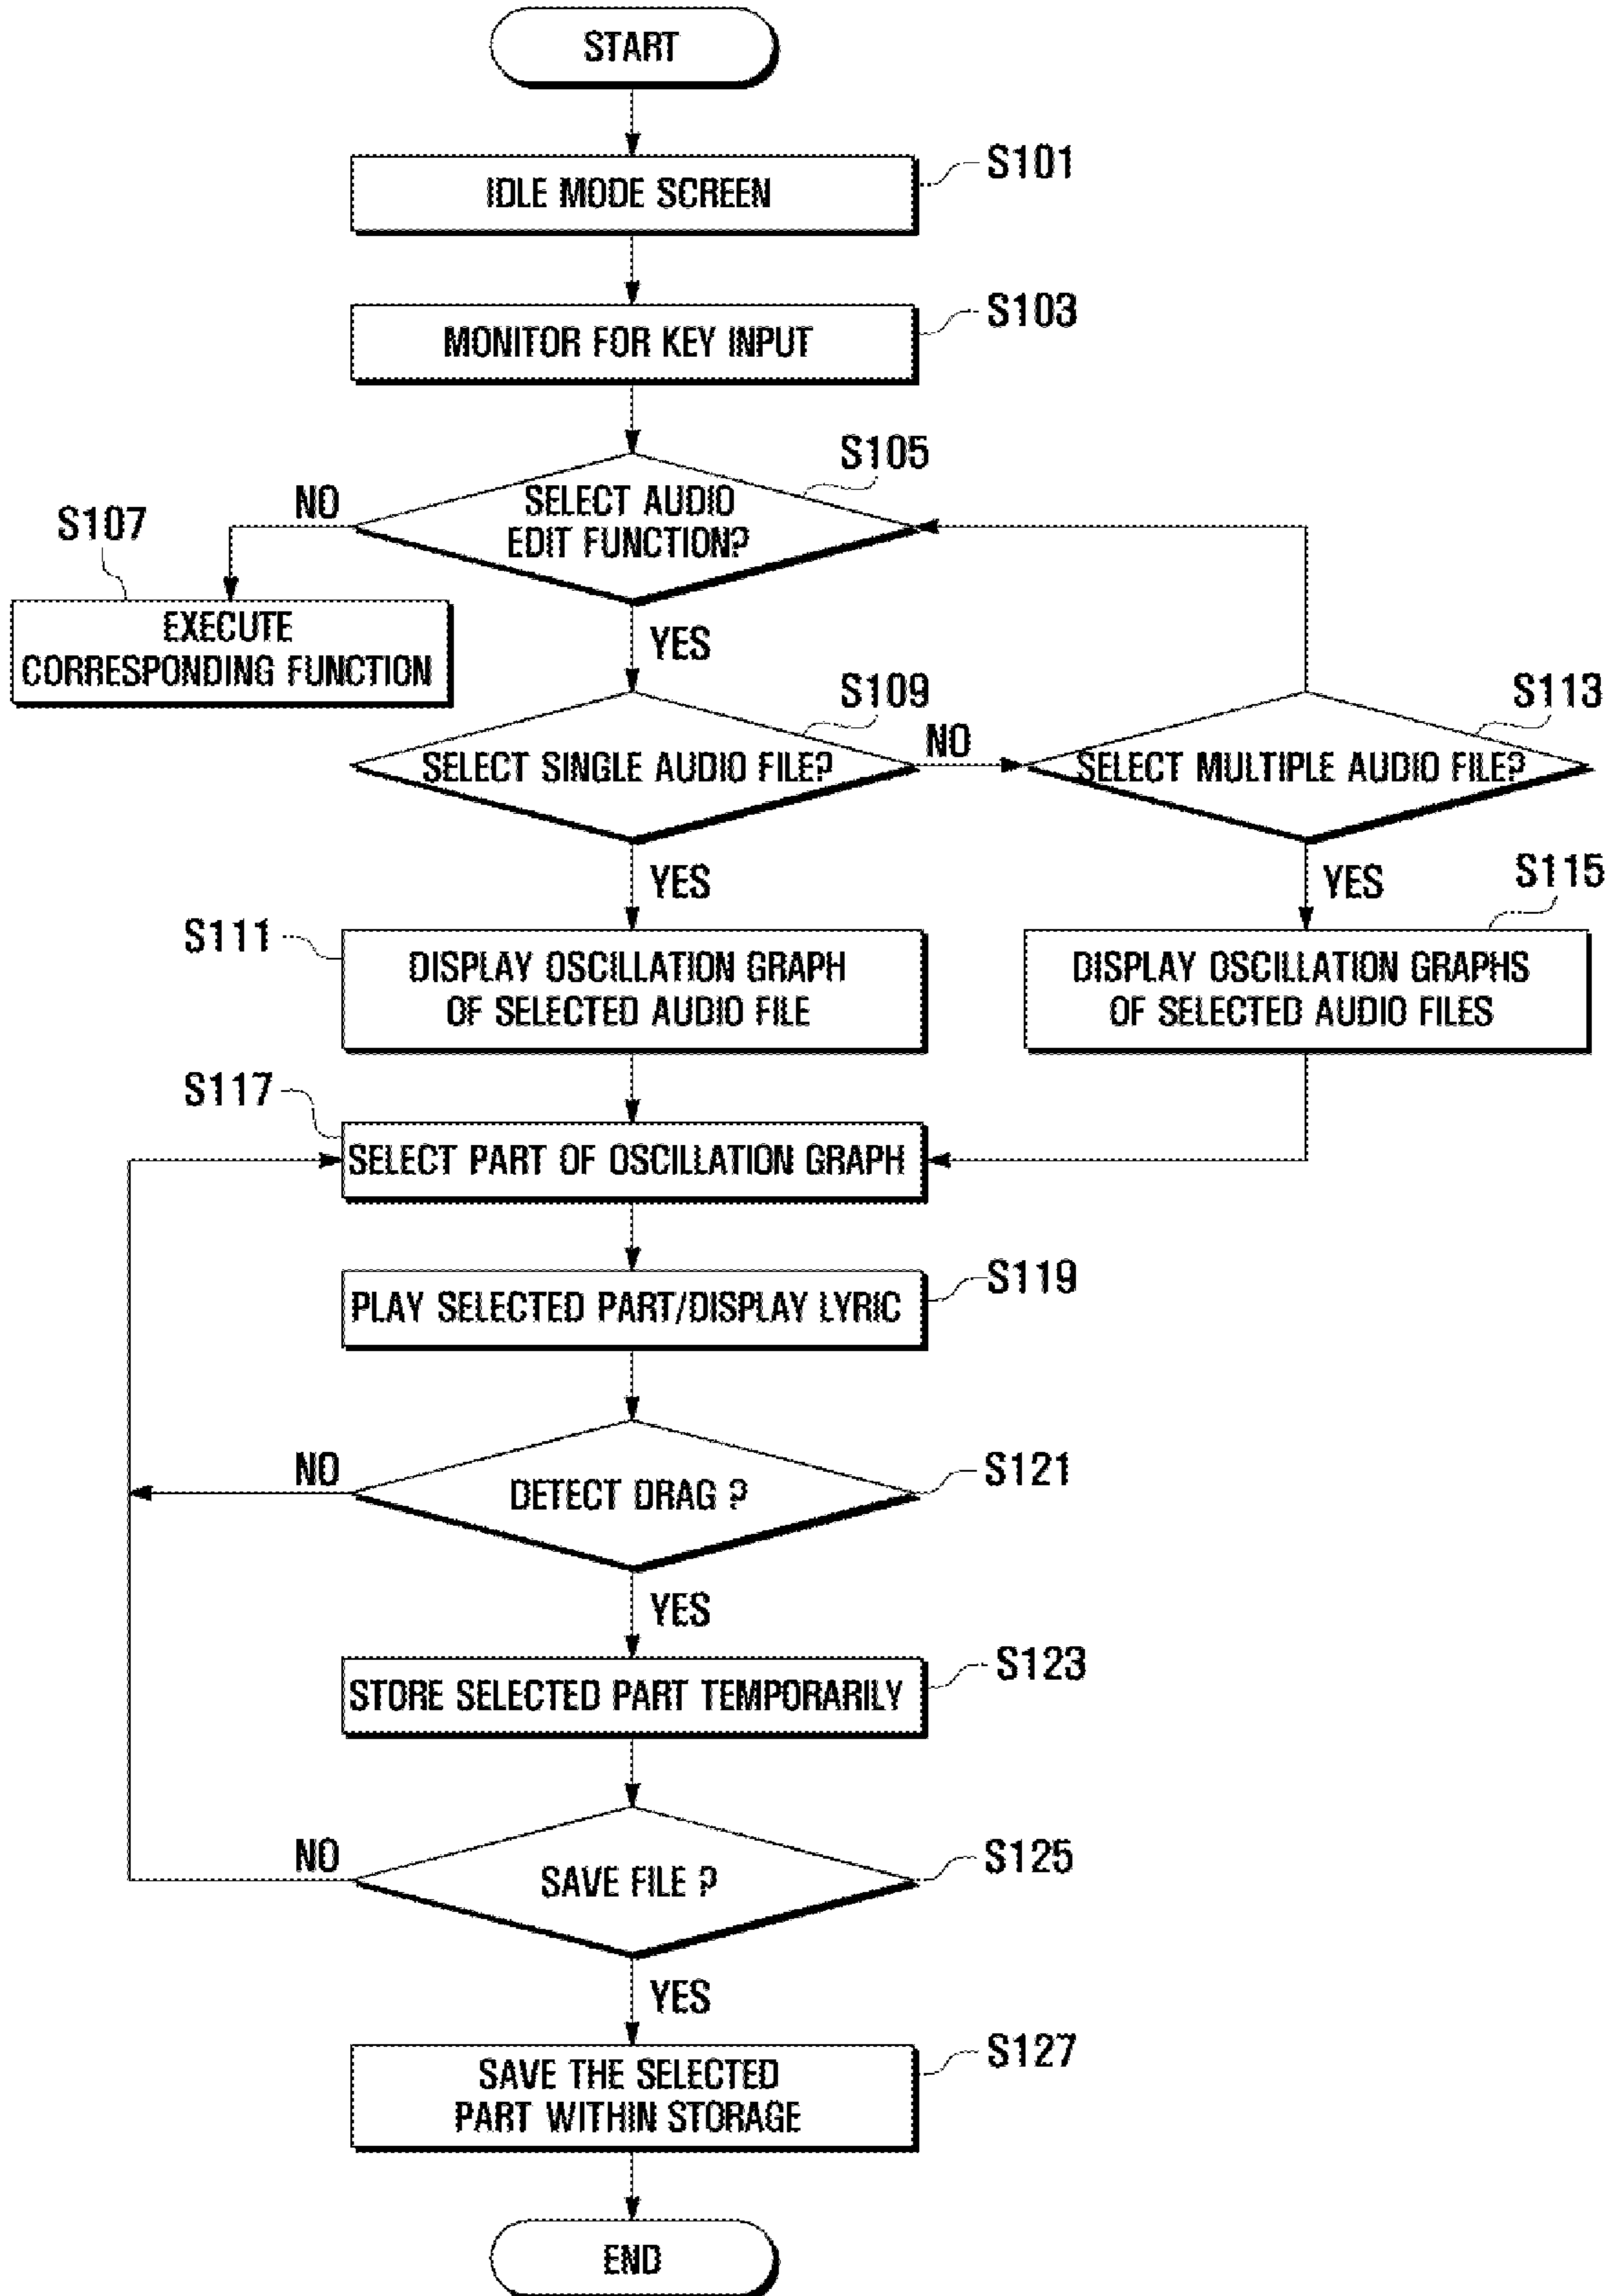 START
IDLE MODE SCREEN
S101
MONITOR FOR KEY INPUT
S103
S105
SELECT AUDIO
EDIT FUNCTION?
NO
S107
EXECUTE
CORRESPONDING FUNCTION
YES
S109
SELECT SINGLE AUDIO FILE?
NO
S113
SELECT MULTIPLE AUDIO FILE?
YES
YES
S111
DISPLAY OSCILLATION GRAPH
OF SELECTED AUDIO FILE
S115
DISPLAY OSCILLATION GRAPHS
OF SELECTED AUDIO FILES
S117
SELECT PART OF OSCILLATION GRAPH
S119
PLAY SELECTED PART/DISPLAY LYRIC
NO
DETECT DRAG ?
S121
YES
S123
STORE SELECTED PART TEMPORARILY
NO
SAVE FILE ?
S125
YES
S127
SAVE THE SELECTED
PART WITHIN STORAGE
END